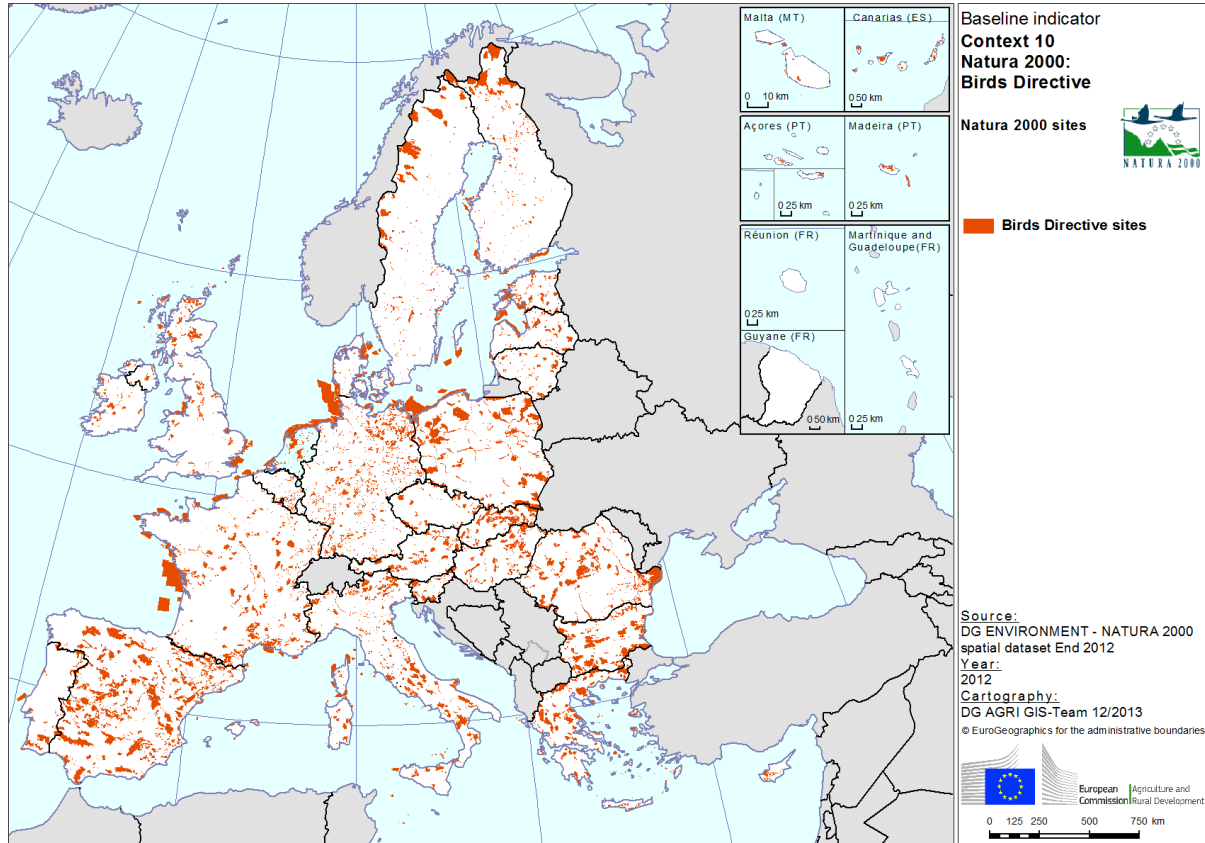 Malta (MT)
0 10 km
Canarias (ES)
0 50 km
Açores (PT)
0 25 km
Madeira (PT)
0 25 km
Réunion (FR)
0 25 km
Martinique and
Guadeloupe(FR)
0 25 km
Guyane (FR)
0 50 km
Baseline indicator
Context 10
Natura 2000:
Birds Directive
Natura 2000 sites
NATURA 2000
Birds Directive sites
Source:
DG ENVIRONMENT - NATURA 2000
spatial dataset End 2012
Year:
2012
Cartography:
DG AGRI GIS-Team 12/2013
© EuroGeographics for the administrative boundaries
European
Commission
Agriculture and
Rural Development
0 125 250 500 750 km